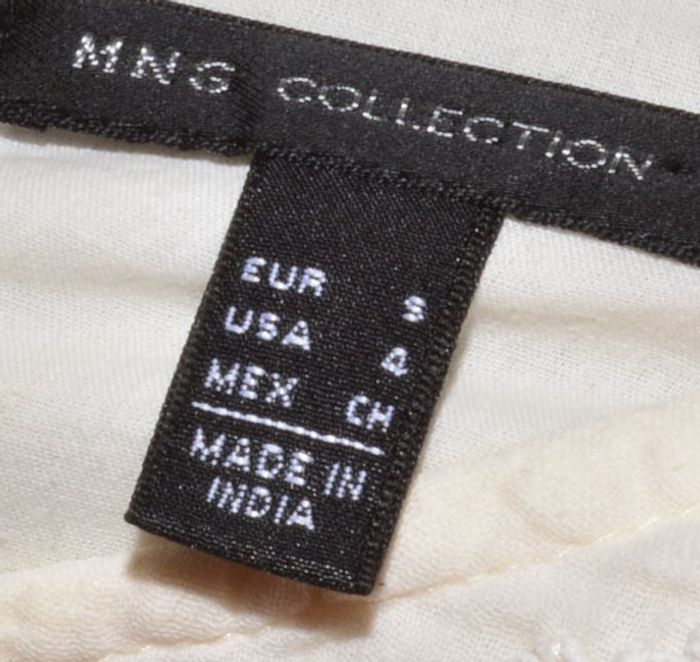 MNG COLLECTION
EUR S
USA 4
MEX CH
MADE IN
INDIA